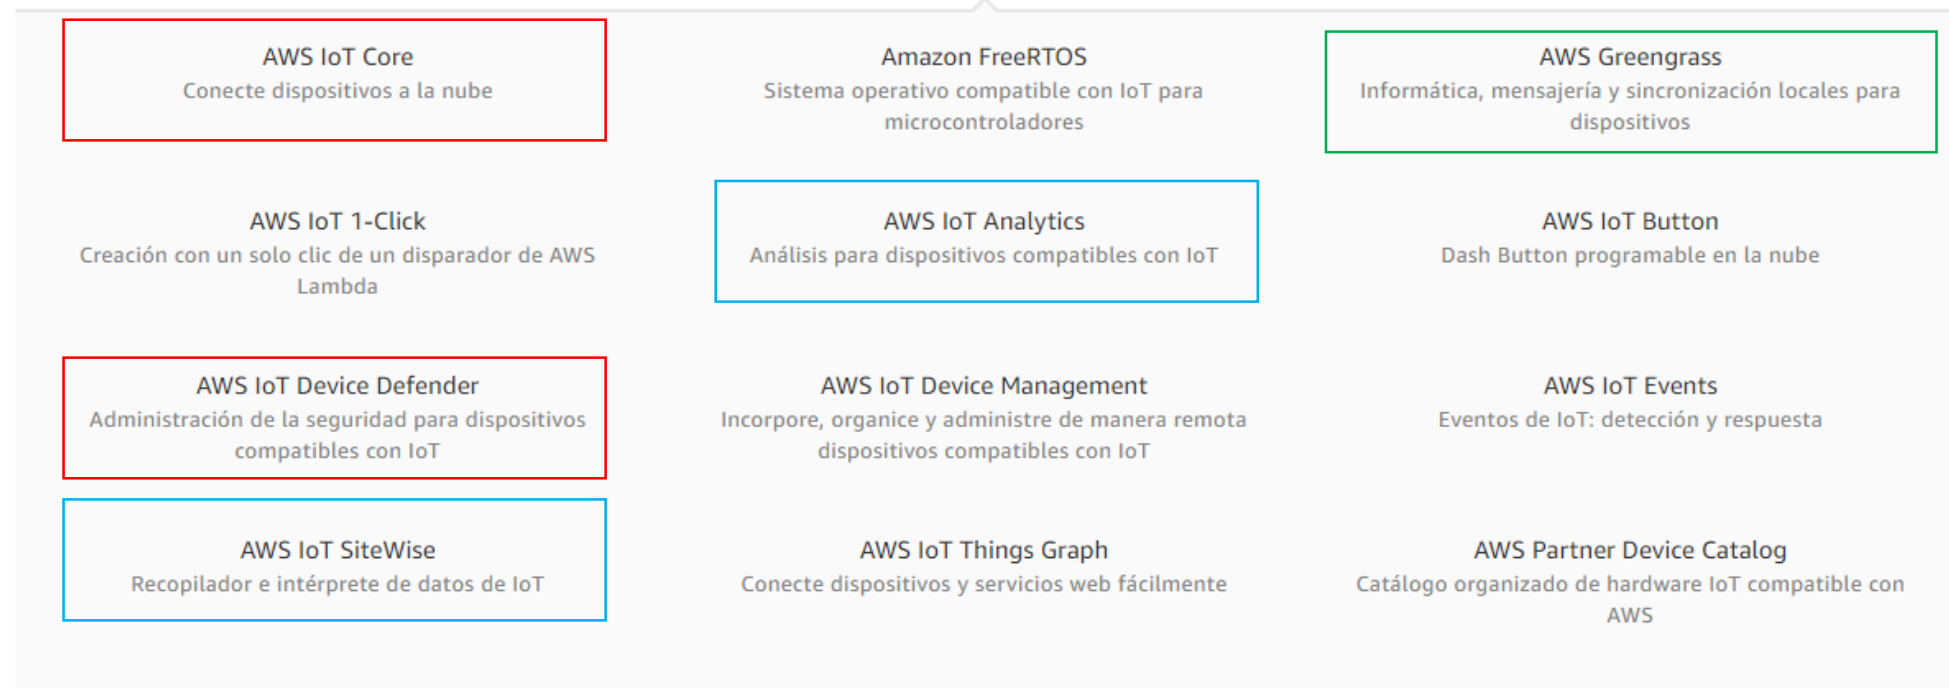 AWS IoT Core
Conecte dispositivos a la nube
Amazon FreeRTOS
Sistema operativo compatible con IoT para
microcontroladores
AWS Greengrass
Informática, mensajería y sincronización locales para
dispositivos
AWS IoT 1-Click
Creación con un solo clic de un disparador de AWS
Lambda
AWS IoT Analytics
Análisis para dispositivos compatibles con IoT
AWS IoT Button
Dash Button programable en la nube
AWS IoT Device Defender
Administración de la seguridad para dispositivos
compatibles con IoT
AWS IoT Device Management
Incorpore, organice y administre de manera remota
dispositivos compatibles con IoT
AWS IoT Events
Eventos de IoT: detección y respuesta
AWS IoT SiteWise
Recopilador e intérprete de datos de IoT
AWS IoT Things Graph
Conecte dispositivos y servicios web fácilmente
AWS Partner Device Catalog
Catálogo organizado de hardware IoT compatible con
AWS